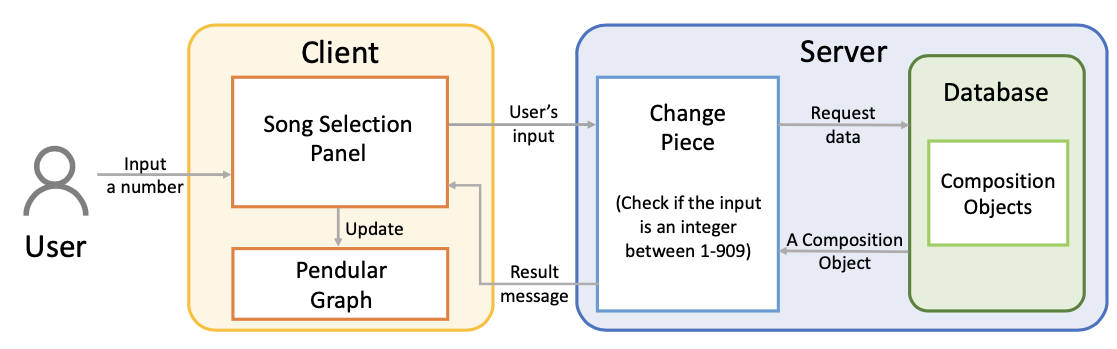 Client
Server
Song Selection
Panel
User's
input
Change
Piece
Request
data
Database
Input
a number
Composition
Objects
(Check if the input
is an integer
between 1-909)
User
Update
A Composition
Object
Pendular
Graph
Result
message